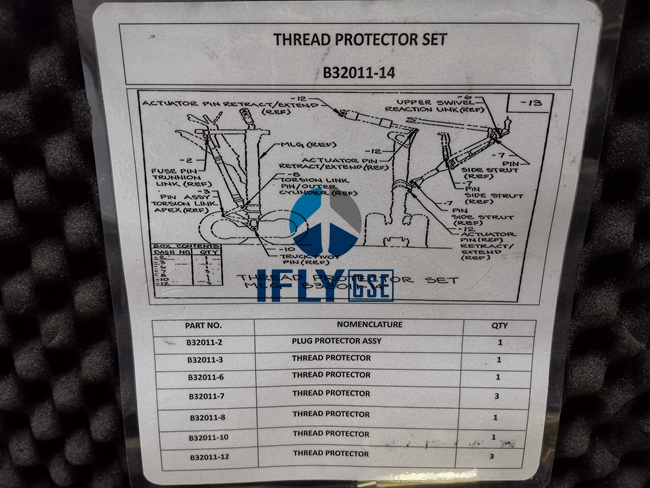 THREAD PROTECTOR SET
B32011-14
-12
ACTUATOR PIN RETRACT/EXTEND
(REF)
-6
UPPER SWIVEL
REACTION LINK (REF)
-13
MLG (REF)
-12
ACTUATOR PIN
RETRACT/EXTEND (REF)
-7
PIN
SIDE STRUT
(REF)
-2
FUSE PIN
TRUNNION
LINK (REF)
-8
TORSION LINK
PIN/OUTER
CYLINDER (REF)
-7
PIN
SIDE STRUT
(REF)
-3
PIN ASSY
TORSION LINK
APEX (REF)
-7
PIN
SIDE STRUT
(REF)
-12
ACTUATOR
PIN (REF)
RETRACT/
EXTEND
(REF)
-10
TRUCK PIVOT
PIN (REF)
BOX CONTENTS
DASH NO. QTY
THREAD PROTECTOR SET
MLG
IFLY GSE
PART NO. NOMENCLATURE QTY
B32011-2 PLUG PROTECTOR ASSY 1
B32011-3 THREAD PROTECTOR 1
B32011-6 THREAD PROTECTOR 1
B32011-7 THREAD PROTECTOR 3
B32011-8 THREAD PROTECTOR 1
B32011-10 THREAD PROTECTOR 1
B32011-12 THREAD PROTECTOR 3